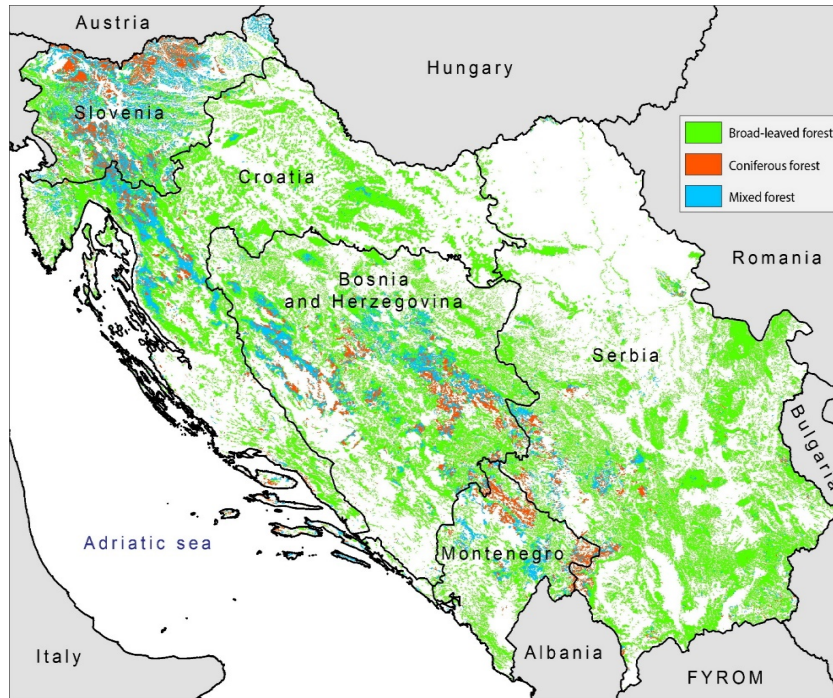 Austria
Hungary
Slovenia
Broad-leaved forest
Coniferous forest
Mixed forest
Croatia
Romania
Bosnia
and Herzegovina
Serbia
Bulgaria
Adriatic sea
Montenegro
Italy
Albania
FYROM